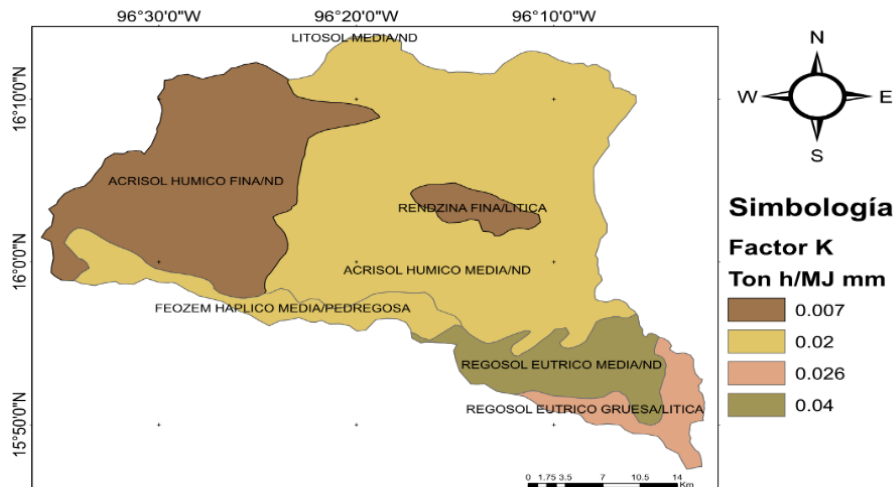 96°30'0"W 96°20'0"W 96°10'0"W
LITOSOL MEDIA/ND
16°10'0"N
ACRISOL HUMICO FINA/ND
RENDZINA FINA/LITICA
16°0'0"N
ACRISOL HUMICO MEDIA/ND
FEOZEM HAPLICO MEDIA/PEDREGOSA
REGOSOL EUTRICO MEDIA/ND
REGOSOL EUTRICO GRUESA/LITICA
15°50'0"N
0 1.75 3.5 7 10.5 14
Km
N
W E
S
Simbología
Factor K
Ton h/MJ mm
0.007
0.02
0.026
0.04